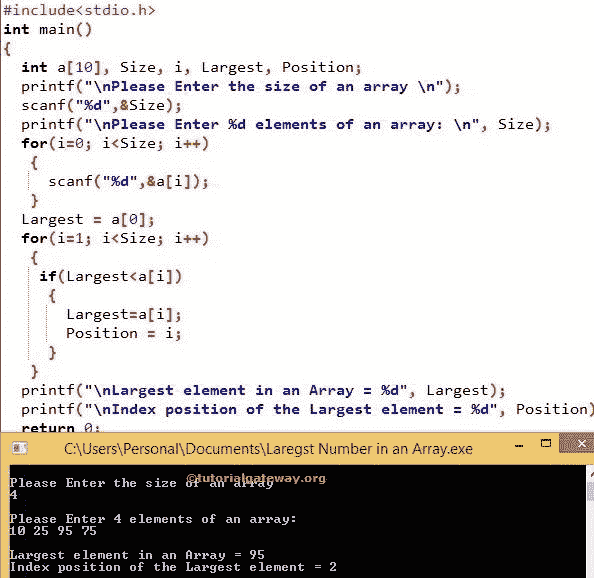 #include<stdio.h>
int main()
{
int a[10], Size, i, Largest, Position;
printf("\nPlease Enter the size of an array \n");
scanf("%d",&Size);
printf("\nPlease Enter %d elements of an array: \n", Size);
for(i=0; i<Size; i++)
{
scanf("%d",&a[i]);
}
Largest = a[0];
for(i=1; i<Size; i++)
{
if(Largest<a[i])
{
Largest=a[i];
Position = i;
}
}
printf("\nLargest element in an Array = %d", Largest);
printf("\nIndex position of the Largest element = %d", Position)
return 0;
C:\Users\Personal\Documents\Laregst Number in an Array.exe
©tutorialgateway.org
Please Enter the size of an array
4
Please Enter 4 elements of an array:
10 25 95 75
Largest element in an Array = 95
Index position of the Largest element = 2